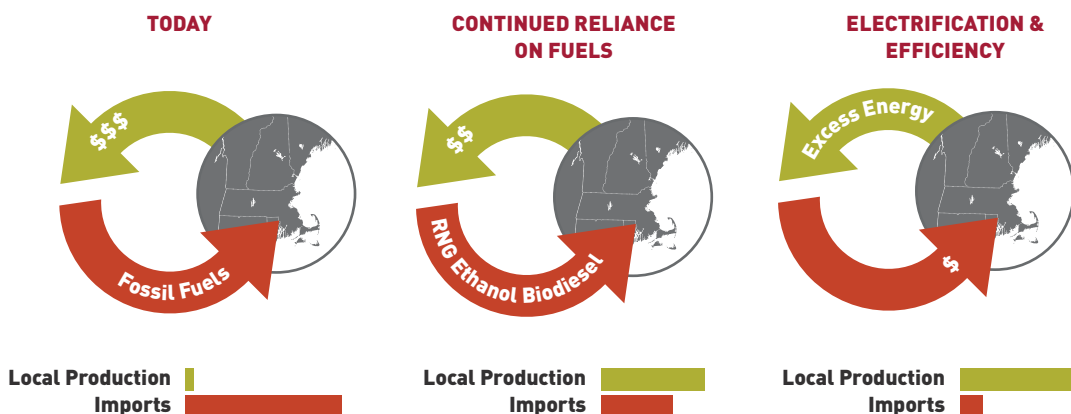 TODAY
CONTINUED RELIANCE
ON FUELS
ELECTRIFICATION &
EFFICIENCY
$$$
Fossil Fuels
$$
RNG Ethanol Biodiesel
Excess Energy
$
Local Production
Imports
Local Production
Imports
Local Production
Imports